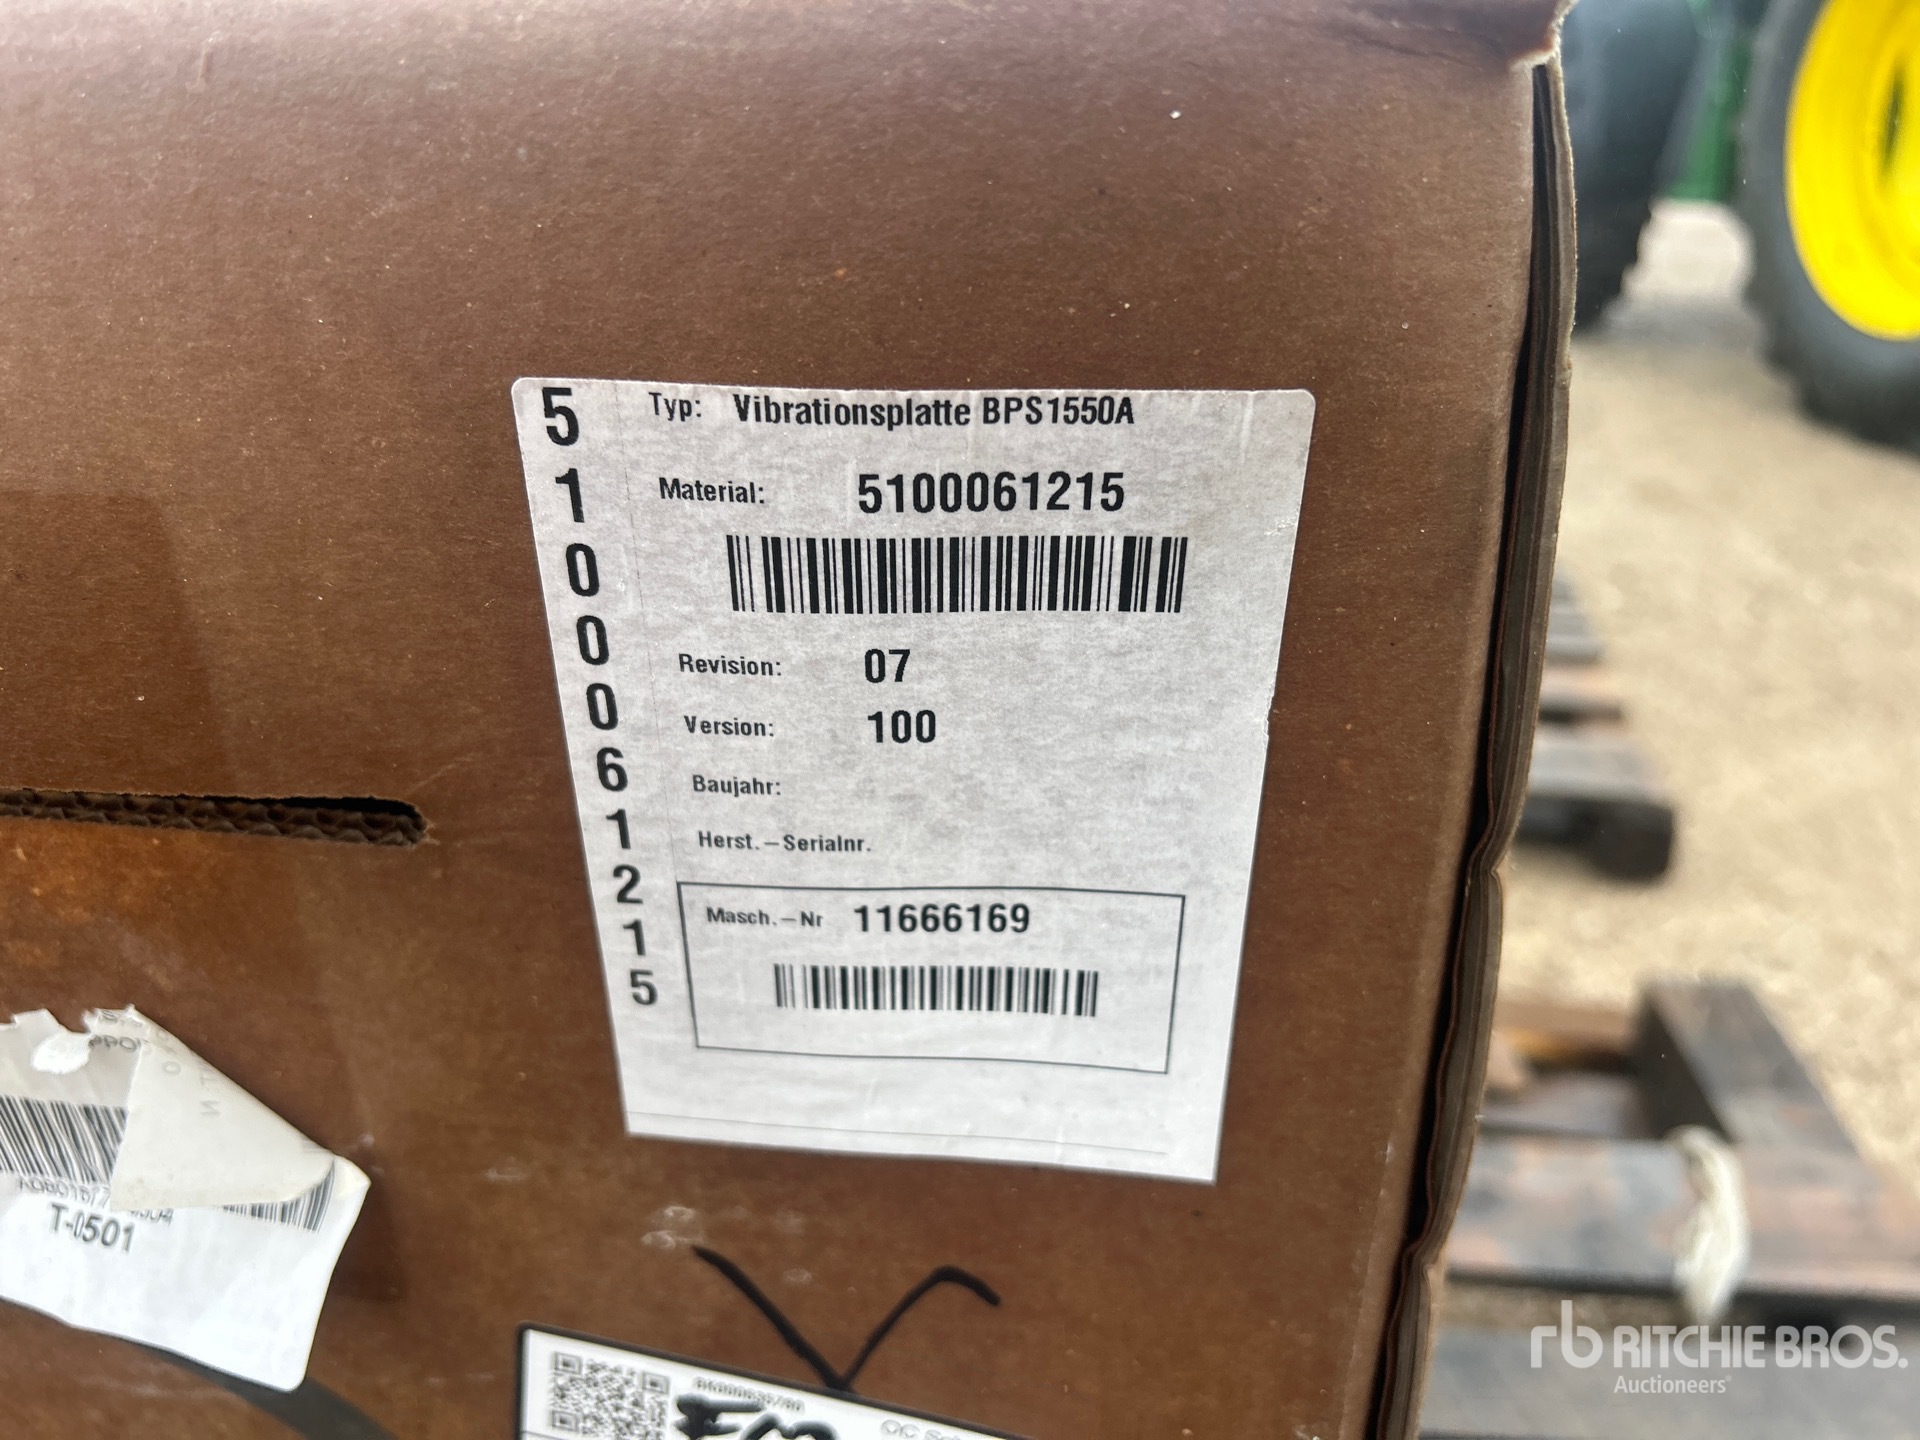 5100061215
Typ: Vibrationsplatte BPS1550A
Material: 5100061215
Revision: 07
Version: 100
Baujahr:
Herst.–Serialnr.
Masch.–Nr 11666169
T-0501
rb RITCHIE BROS.
Auctioneers